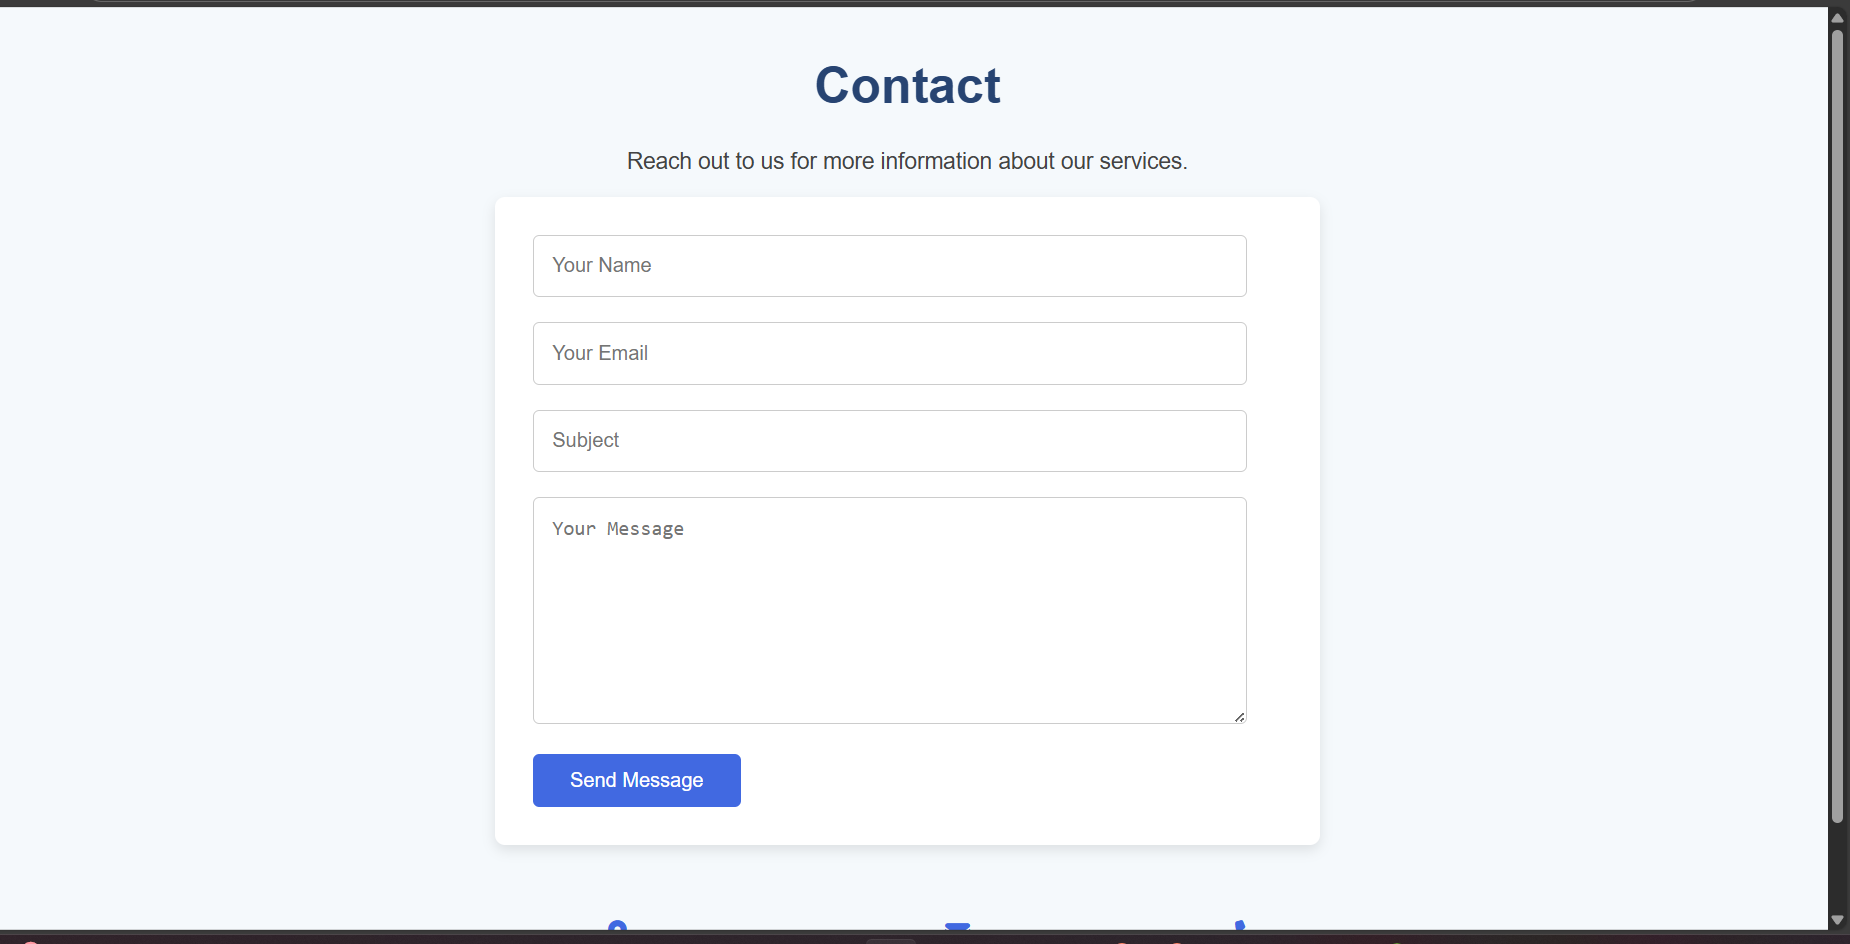 Contact
Reach out to us for more information about our services.
Your Name
Your Email
Subject
Your Message
Send Message